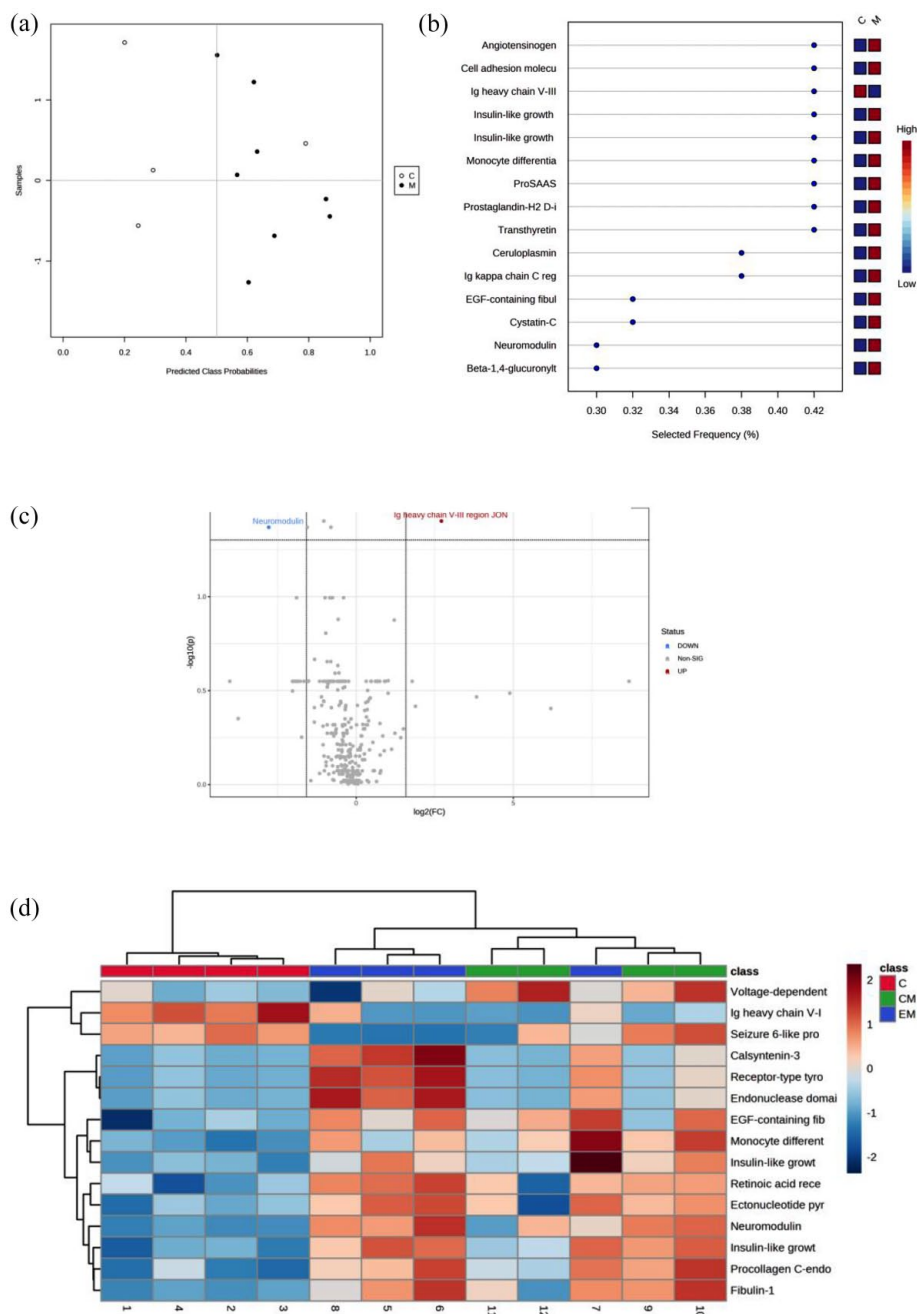 (a)
1
0
-1
Samples
0.0 0.2 0.4 0.6 0.8 1.0
Predicted Class Probabilities
C
M
(b)
C M
Angiotensinogen
Cell adhesion molecu
Ig heavy chain V-III
Insulin-like growth
Insulin-like growth
Monocyte differentia
ProSAAS
Prostaglandin-H2 D-i
Transthyretin
Ceruloplasmin
Ig kappa chain C reg
EGF-containing fibul
Cystatin-C
Neuromodulin
Beta-1,4-glucuronylt
0.30 0.32 0.34 0.36 0.38 0.40 0.42
Selected Frequency (%)
High
Low
(c)
Neuromodulin
Ig heavy chain V-III region JON
1.0
0.5
0.0
-log10(p)
0 5
log2(FC)
Status
DOWN
Non-SIG
UP
(d)
class
Voltage-dependent
Ig heavy chain V-I
Seizure 6-like pro
Calsyntenin-3
Receptor-type tyro
Endonuclease domai
EGF-containing fib
Monocyte different
Insulin-like growt
Retinoic acid rece
Ectonucleotide pyr
Neuromodulin
Insulin-like growt
Procollagen C-endo
Fibulin-1
1 4 2 3 8 5 6 11 12 7 9 10
2
1
0
-1
-2
class
C
CM
EM